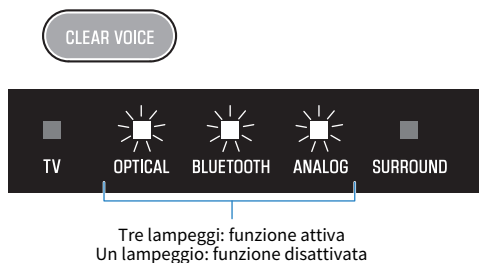 CLEAR VOICE
TV OPTICAL BLUETOOTH ANALOG SURROUND
Tre lampeggi: funzione attiva
Un lampeggio: funzione disattivata